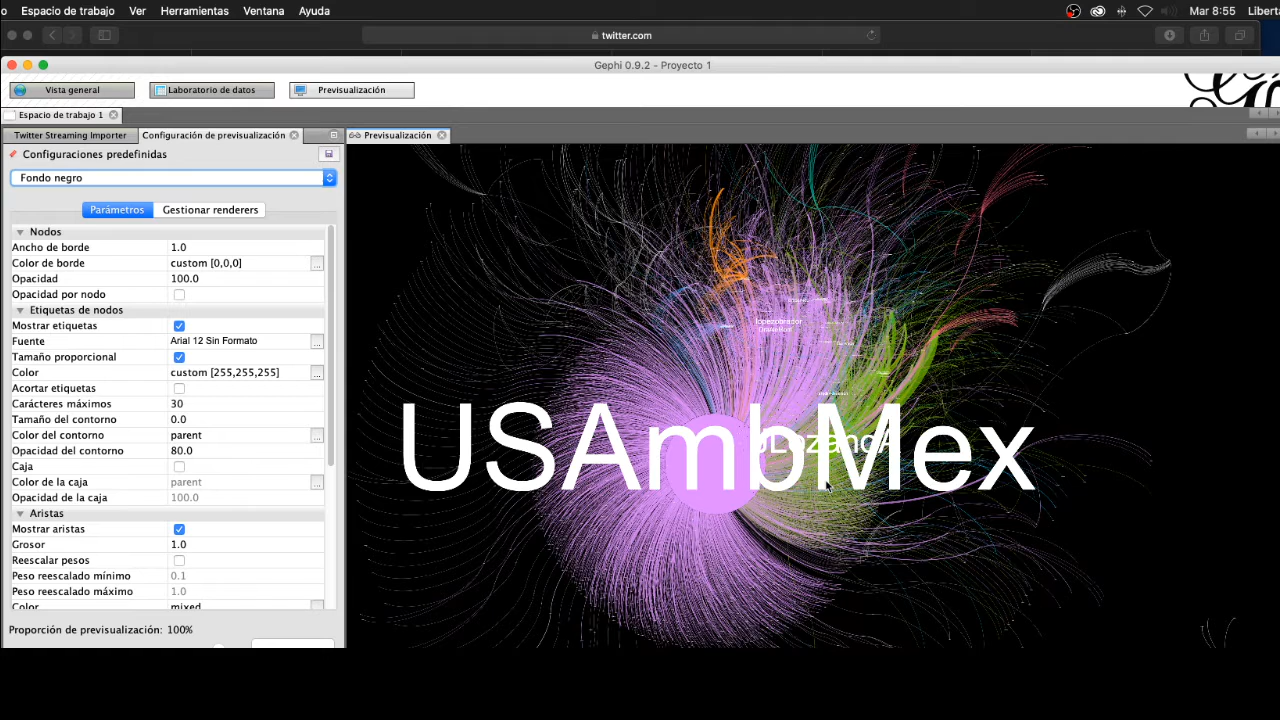 Espacio de trabajo Ver Herramientas Ventana Ayuda Mar 8:55 Liberta
twitter.com
Gephi 0.9.2 - Proyecto 1
Vista general Laboratorio de datos Previsualización
Espacio de trabajo 1
Twitter Streaming Importer Configuración de previsualización Previsualización
Configuraciones predefinidas
Fondo negro
Parámetros Gestionar renderers
Nodos
Ancho de borde 1.0
Color de borde custom [0,0,0] ...
Opacidad 100.0
Opacidad por nodo
Etiquetas de nodos
Mostrar etiquetas
Fuente Arial 12 Sin Formato ...
Tamaño proporcional
Color custom [255,255,255] ...
Acortar etiquetas
Carácteres máximos 30
Tamaño del contorno 0.0
Color del contorno parent ...
Opacidad del contorno 80.0
Caja
Color de la caja parent ...
Opacidad de la caja 100.0
Aristas
Mostrar aristas
Grosor 1.0
Reescalar pesos
Peso reescalado mínimo 0.1
Peso reescalado máximo 1.0
Color mixed
Proporción de previsualización: 100%
lopezobrador
USAmbMex